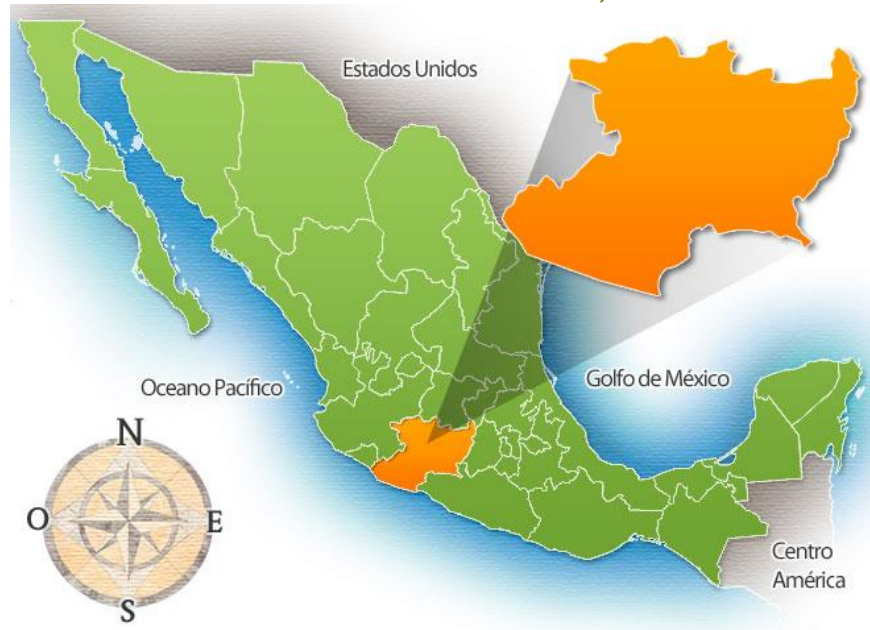 Estados Unidos
Oceano Pacífico
Golfo de México
N
O
E
S
Centro
América